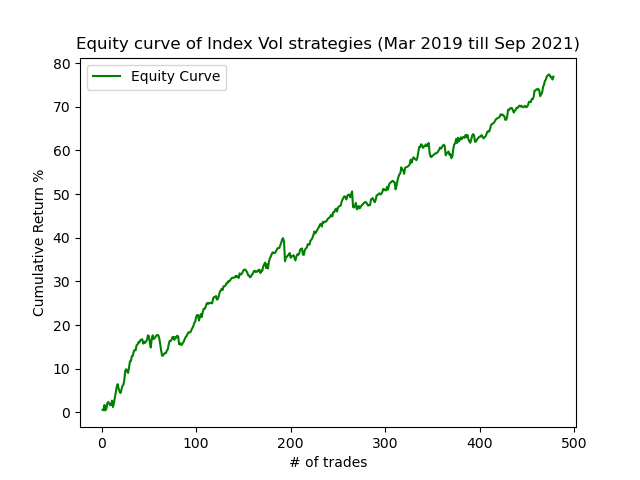 Equity curve of Index Vol strategies (Mar 2019 till Sep 2021)
Equity Curve
80
70
60
50
40
30
20
10
0
Cumulative Return %
0 100 200 300 400 500
# of trades